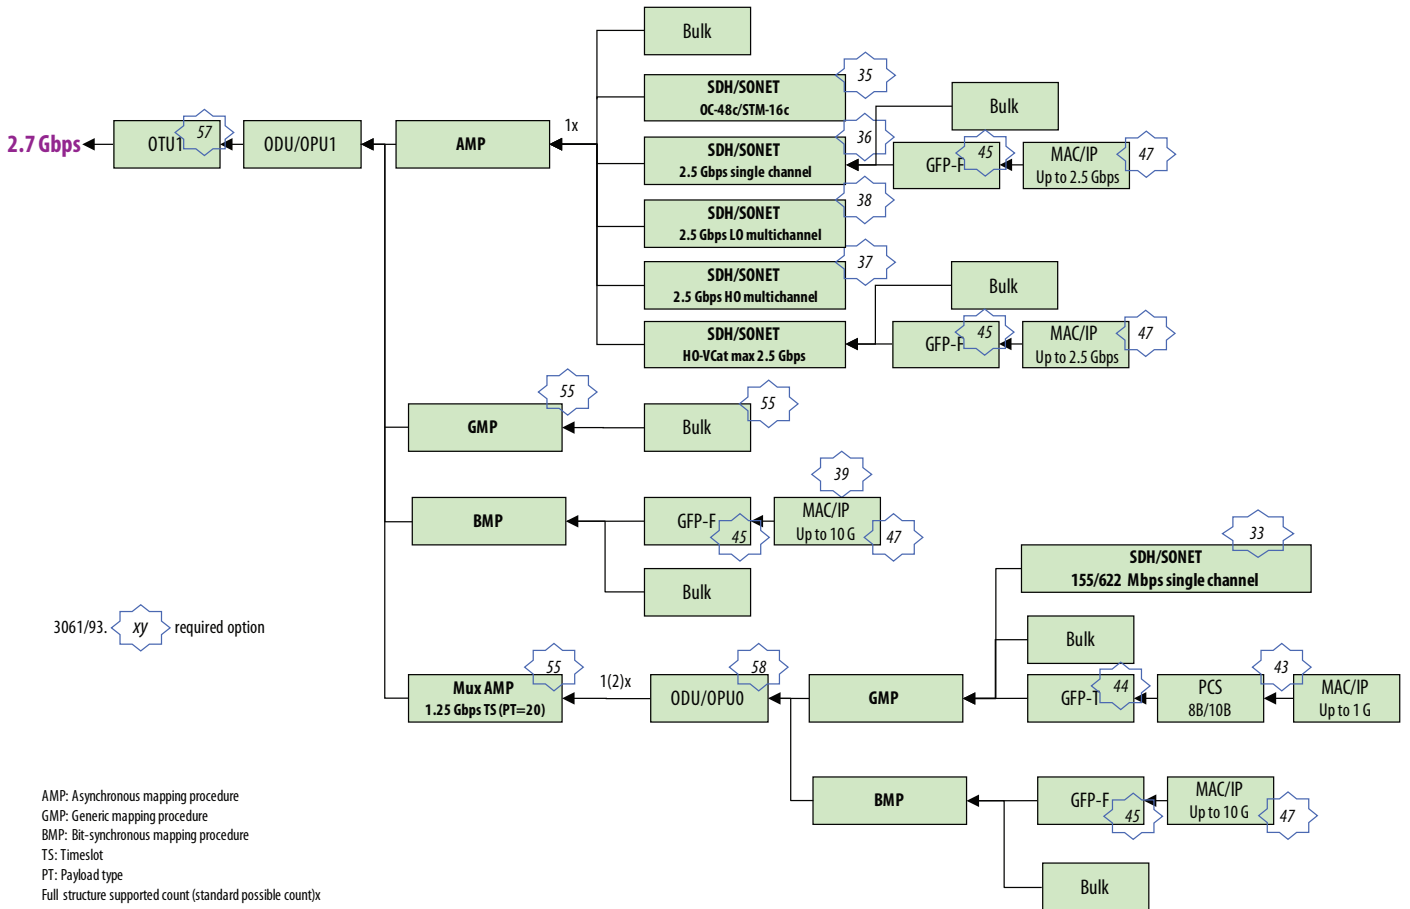 Bulk
35
SDH/SONET
OC-48c/STM-16c
Bulk
1x
36
57
2.7 Gbps
OTU1
ODU/OPU1
AMP
SDH/SONET
2.5 Gbps single channel
45
GFP-F
MAC/IP
Up to 2.5 Gbps
47
38
SDH/SONET
2.5 Gbps LO multichannel
37
SDH/SONET
2.5 Gbps HO multichannel
Bulk
SDH/SONET
HO-VCat max 2.5 Gbps
45
GFP-F
MAC/IP
Up to 2.5 Gbps
47
55
55
GMP
Bulk
39
BMP
GFP-F
45
MAC/IP
Up to 10 G
47
33
SDH/SONET
155/622 Mbps single channel
Bulk
3061/93. xy required option
Bulk
55
1(2)x
58
Mux AMP
1.25 Gbps TS (PT=20)
ODU/OPU0
GMP
44
GFP-T
43
PCS
8B/10B
MAC/IP
Up to 1 G
BMP
GFP-F
45
MAC/IP
Up to 10 G
47
Bulk
AMP: Asynchronous mapping procedure
GMP: Generic mapping procedure
BMP: Bit-synchronous mapping procedure
TS: Timeslot
PT: Payload type
Full structure supported count (standard possible count)x